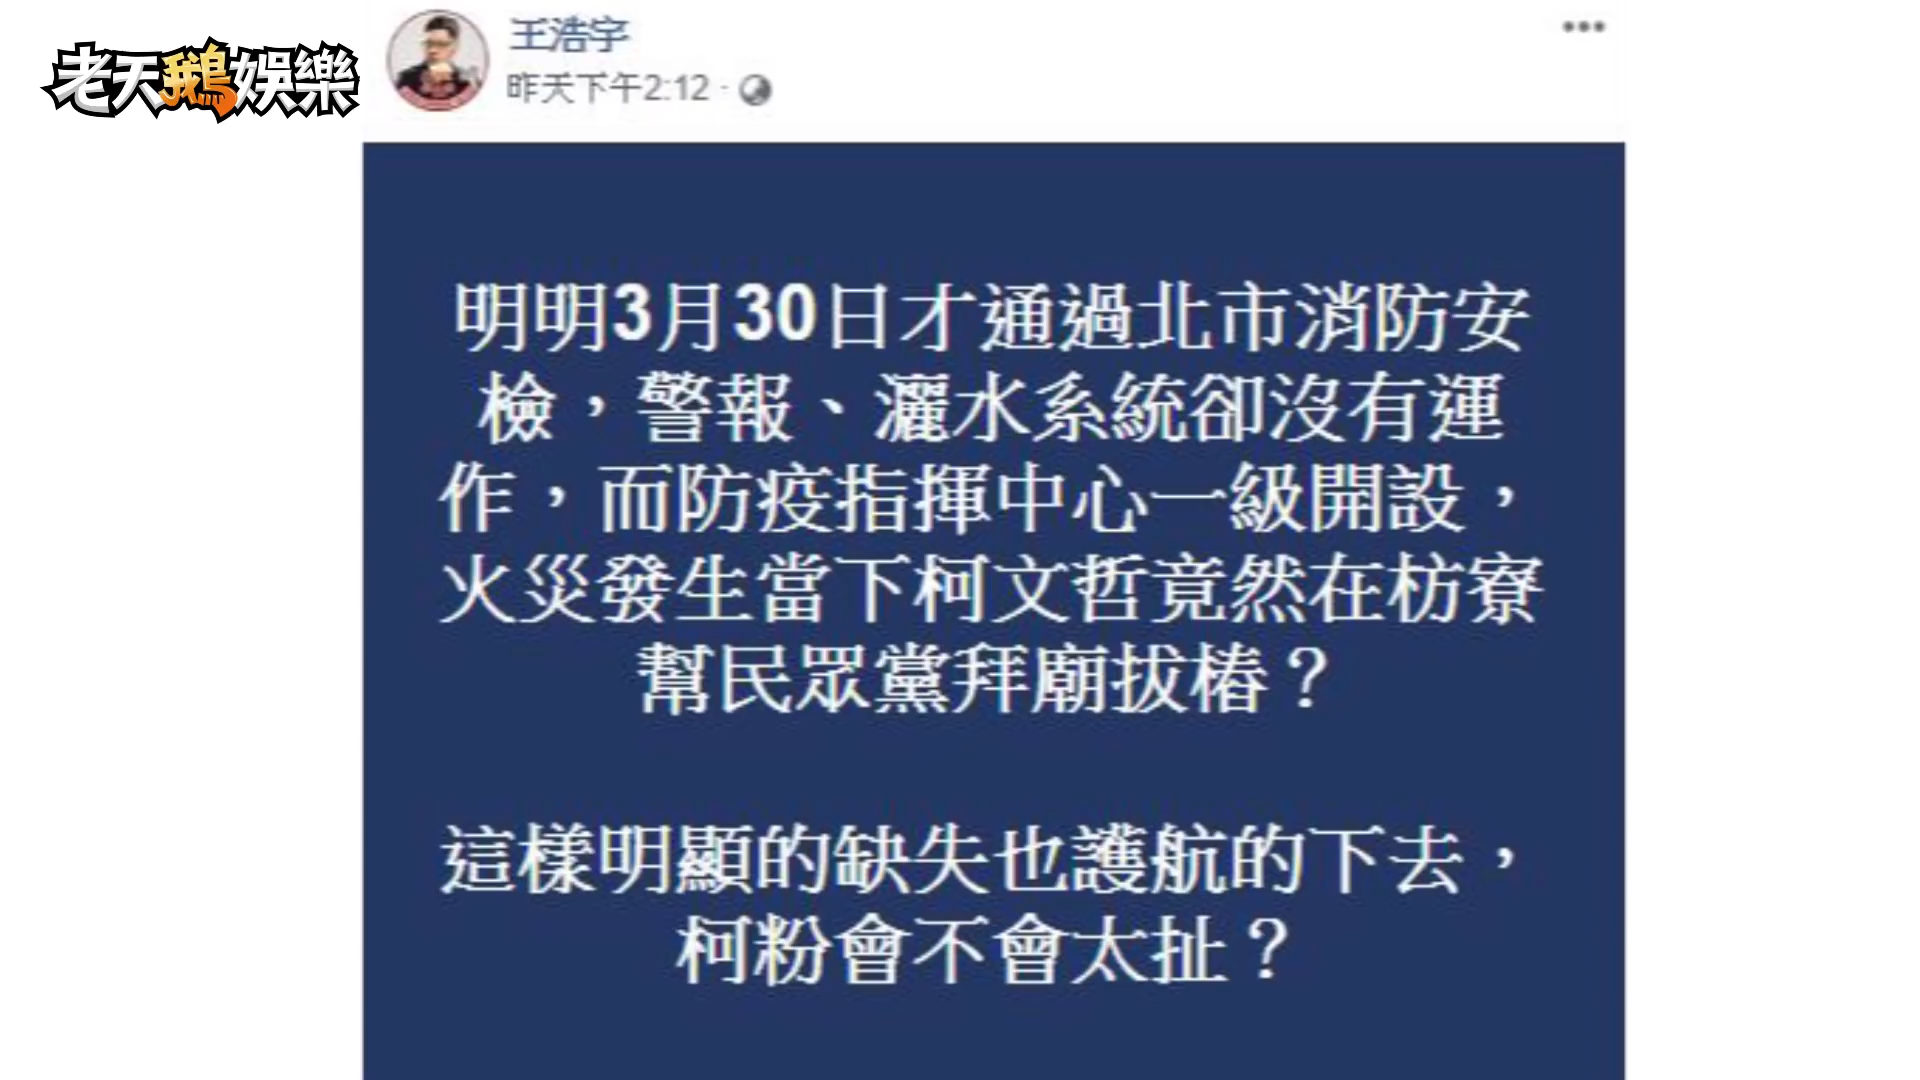 老天鵝娛樂
王浩宇
昨天下午2:12 ·
明明3月30日才通過北市消防安
檢，警報、灑水系統卻沒有運
作，而防疫指揮中心一級開設，
火災發生當下柯文哲竟然在枋寮
幫民眾黨拜廟拔樁？
這樣明顯的缺失也護航的下去，
柯粉會不會太扯？